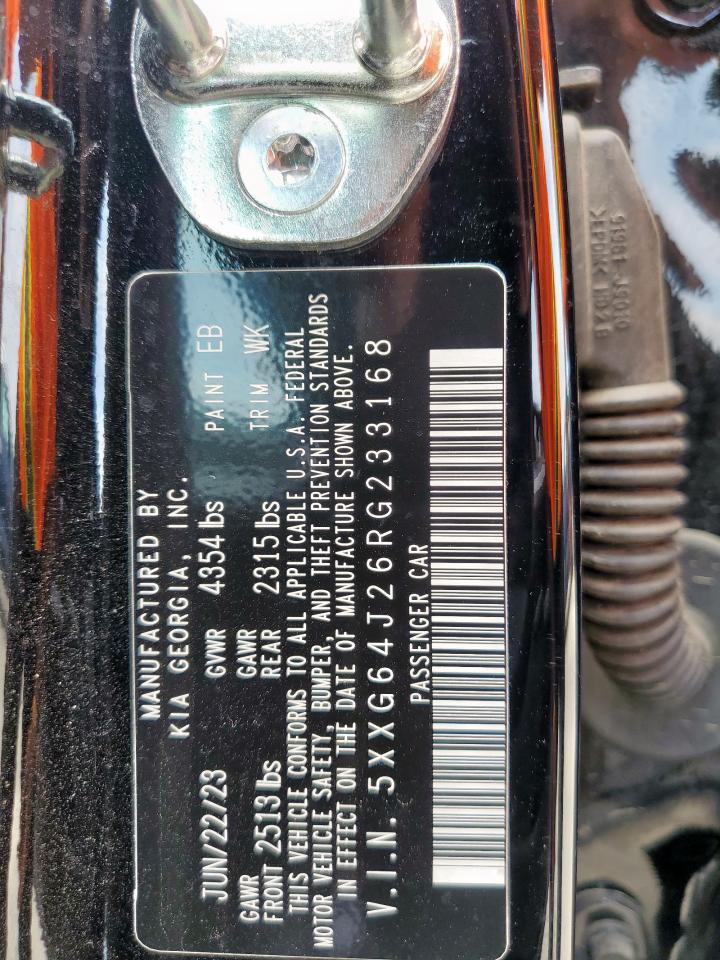 MANUFACTURED BY
KIA GEORGIA, INC.
JUN/22/23 GVWR 4354 lbs PAINT EB
GAWR FRONT 2513 lbs GAWR REAR 2315 lbs TRIM WK
THIS VEHICLE CONFORMS TO ALL APPLICABLE U.S.A. FEDERAL
MOTOR VEHICLE SAFETY, BUMPER, AND THEFT PREVENTION STANDARDS
IN EFFECT ON THE DATE OF MANUFACTURE SHOWN ABOVE.
V.I.N. 5XXG64J26RG233168
PASSENGER CAR